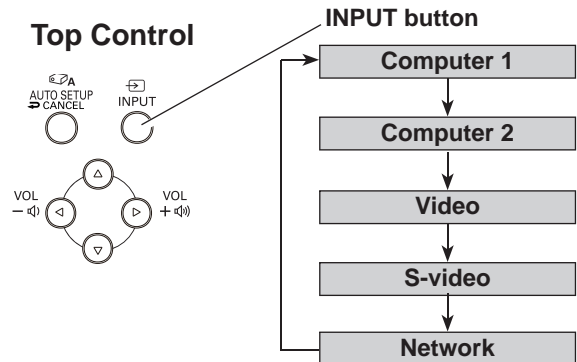 Top Control
INPUT button
A
AUTO SETUP
CANCEL
INPUT
VOL
–
VOL
+
Computer 1
Computer 2
Video
S-video
Network